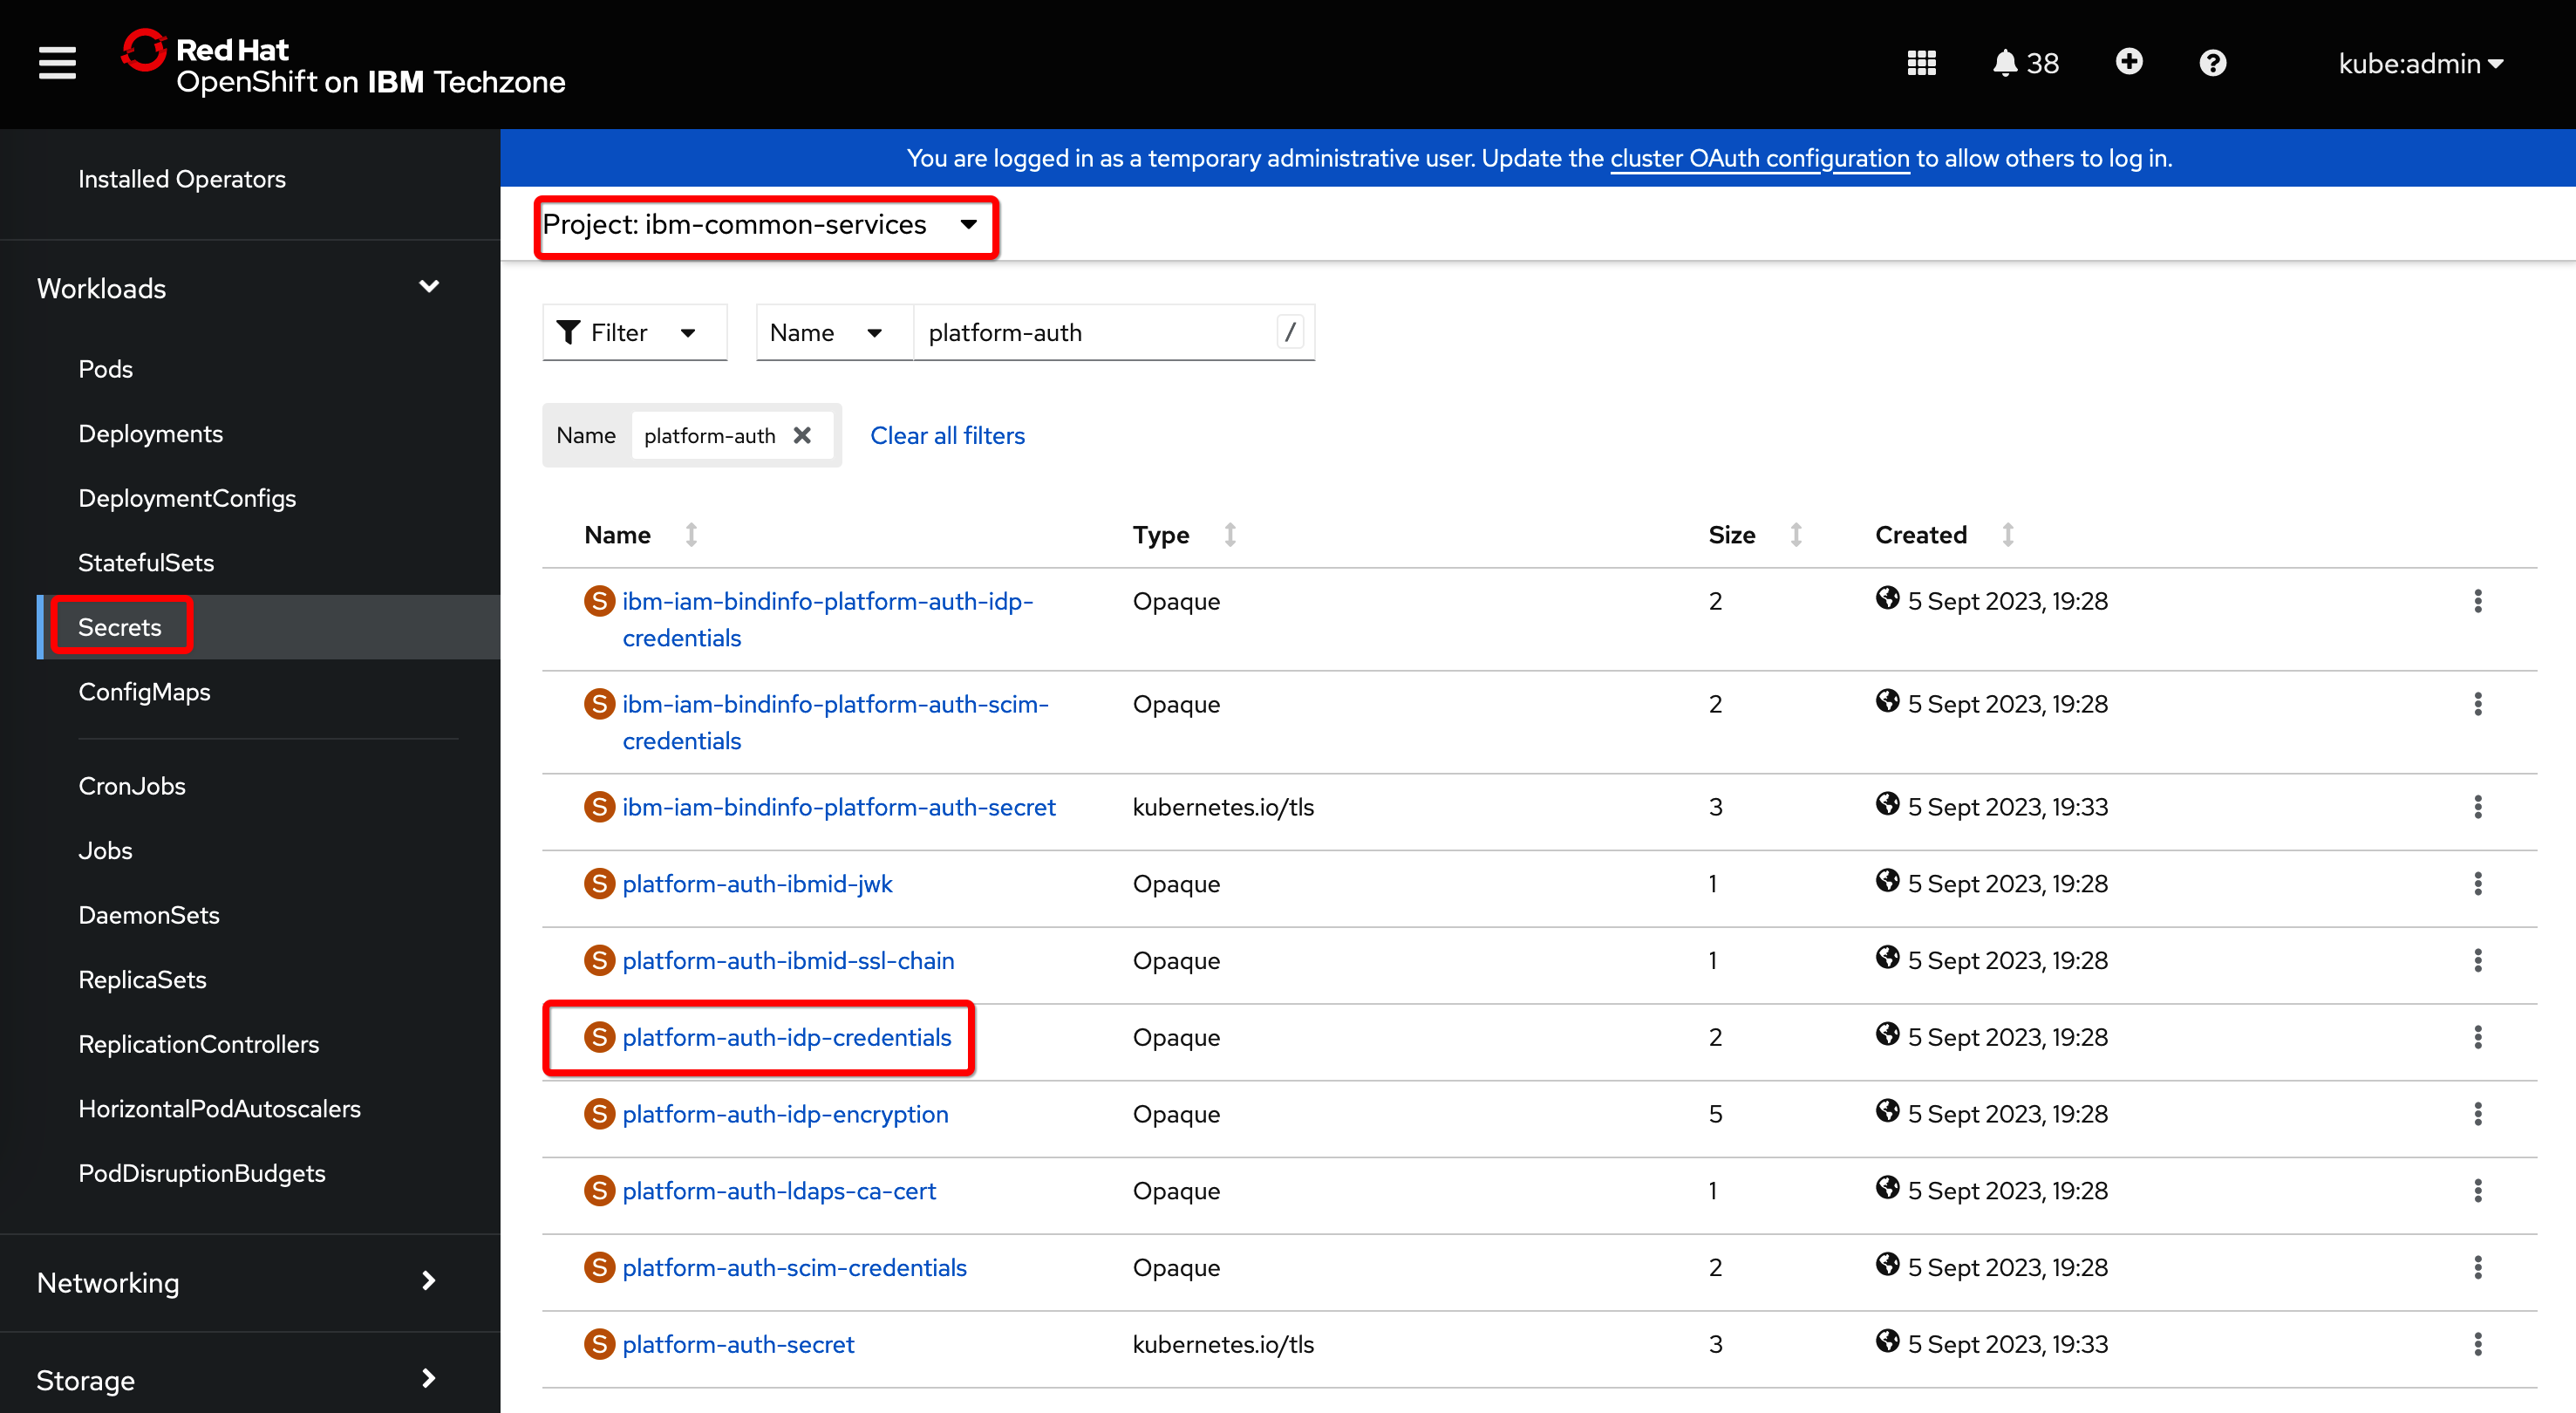 Red Hat
OpenShift on IBM Techzone
38
kube:admin
Installed Operators
Workloads
Pods
Deployments
DeploymentConfigs
StatefulSets
Secrets
ConfigMaps
CronJobs
Jobs
DaemonSets
ReplicaSets
ReplicationControllers
HorizontalPodAutoscalers
PodDisruptionBudgets
Networking
Storage
You are logged in as a temporary administrative user. Update the cluster OAuth configuration to allow others to log in.
Project: ibm-common-services
Filter Name platform-auth /
Name platform-auth Clear all filters
Name Type Size Created
S ibm-iam-bindinfo-platform-auth-idp- Opaque 2 5 Sept 2023, 19:28
credentials
S ibm-iam-bindinfo-platform-auth-scim- Opaque 2 5 Sept 2023, 19:28
credentials
S ibm-iam-bindinfo-platform-auth-secret kubernetes.io/tls 3 5 Sept 2023, 19:33
S platform-auth-ibmid-jwk Opaque 1 5 Sept 2023, 19:28
S platform-auth-ibmid-ssl-chain Opaque 1 5 Sept 2023, 19:28
S platform-auth-idp-credentials Opaque 2 5 Sept 2023, 19:28
S platform-auth-idp-encryption Opaque 5 5 Sept 2023, 19:28
S platform-auth-ldaps-ca-cert Opaque 1 5 Sept 2023, 19:28
S platform-auth-scim-credentials Opaque 2 5 Sept 2023, 19:28
S platform-auth-secret kubernetes.io/tls 3 5 Sept 2023, 19:33